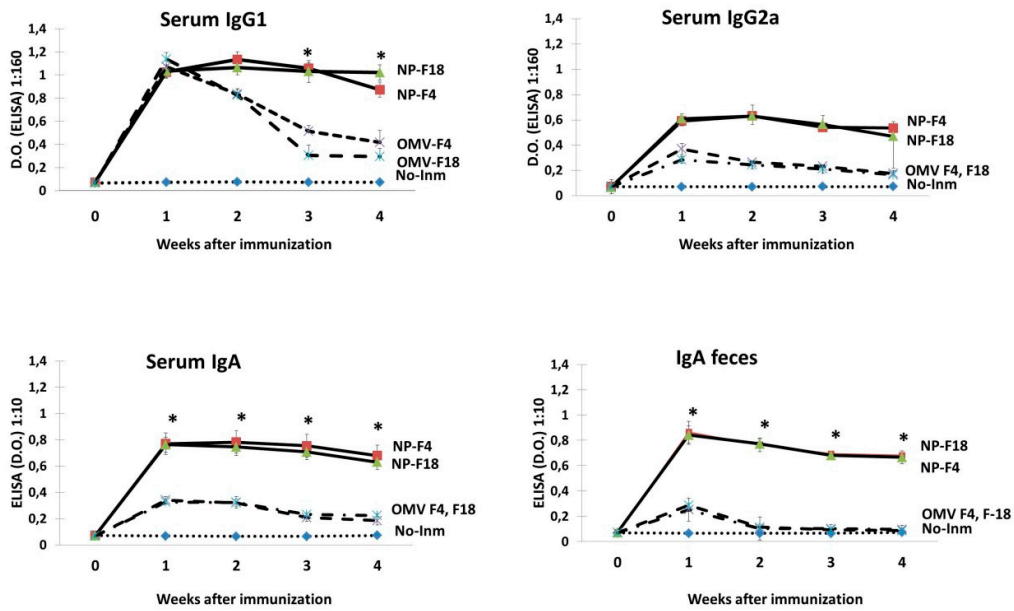 Serum IgG1
1,4
1,2
1
0,8
0,6
0,4
0,2
0
D.O. (ELISA) 1:160
*
*
NP-F18
NP-F4
OMV-F4
OMV-F18
No-Inm
0 1 2 3 4
Weeks after immunization
Serum IgG2a
1,4
1,2
1
0,8
0,6
0,4
0,2
0
D.O. (ELISA) 1:160
NP-F4
NP-F18
OMV F4, F18
No-Inm
0 1 2 3 4
Weeks after immunization
Serum IgA
1,4
1,2
1
0,8
0,6
0,4
0,2
0
ELISA (D.O.) 1:10
* * * *
NP-F4
NP-F18
OMV F4, F18
No-Inm
0 1 2 3 4
Weeks after immunization
IgA feces
1,4
1,2
1
0,8
0,6
0,4
0,2
0
ELISA (D.O.) 1:10
* * * *
NP-F18
NP-F4
OMV F4, F-18
No-Inm
0 1 2 3 4
Weeks after immunization